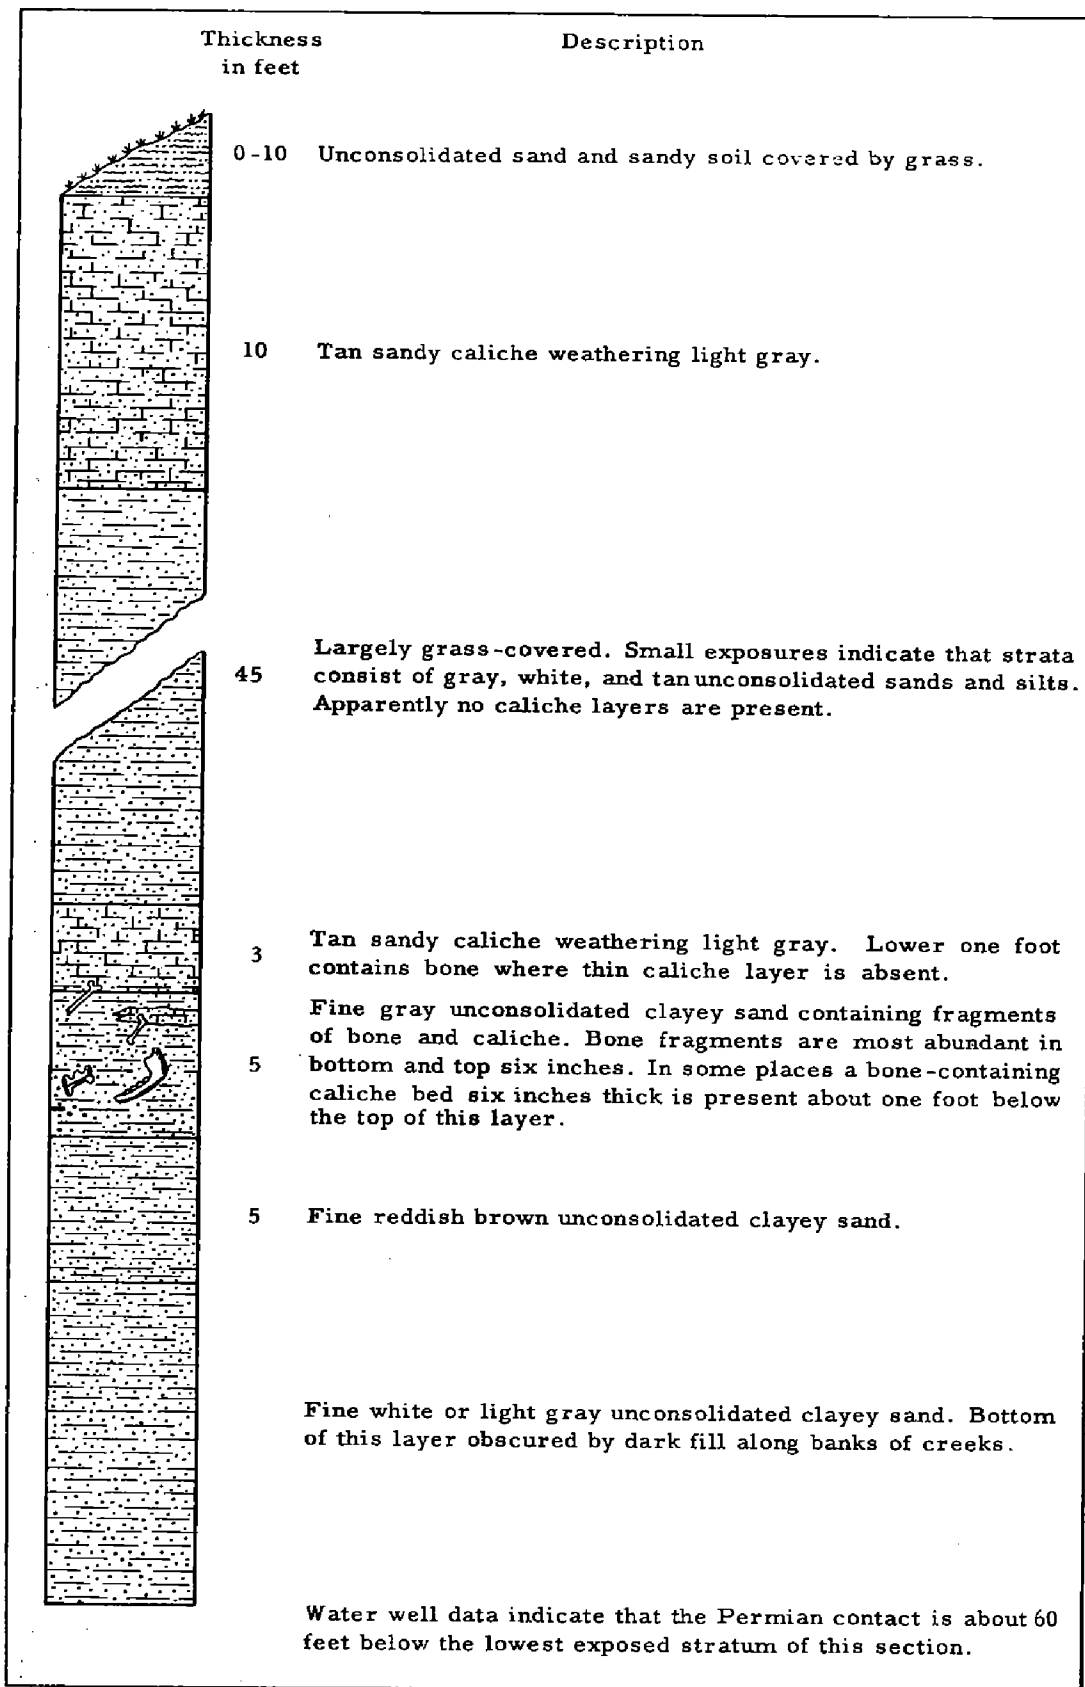 Thickness in feet
Description
0-10 Unconsolidated sand and sandy soil covered by grass.
10 Tan sandy caliche weathering light gray.
45
Largely grass-covered. Small exposures indicate that strata
consist of gray, white, and tan unconsolidated sands and silts.
Apparently no caliche layers are present.
3
Tan sandy caliche weathering light gray. Lower one foot
contains bone where thin caliche layer is absent.
5
Fine gray unconsolidated clayey sand containing fragments
of bone and caliche. Bone fragments are most abundant in
bottom and top six inches. In some places a bone-containing
caliche bed six inches thick is present about one foot below
the top of this layer.
5 Fine reddish brown unconsolidated clayey sand.
Fine white or light gray unconsolidated clayey sand. Bottom
of this layer obscured by dark fill along banks of creeks.
Water well data indicate that the Permian contact is about 60
feet below the lowest exposed stratum of this section.